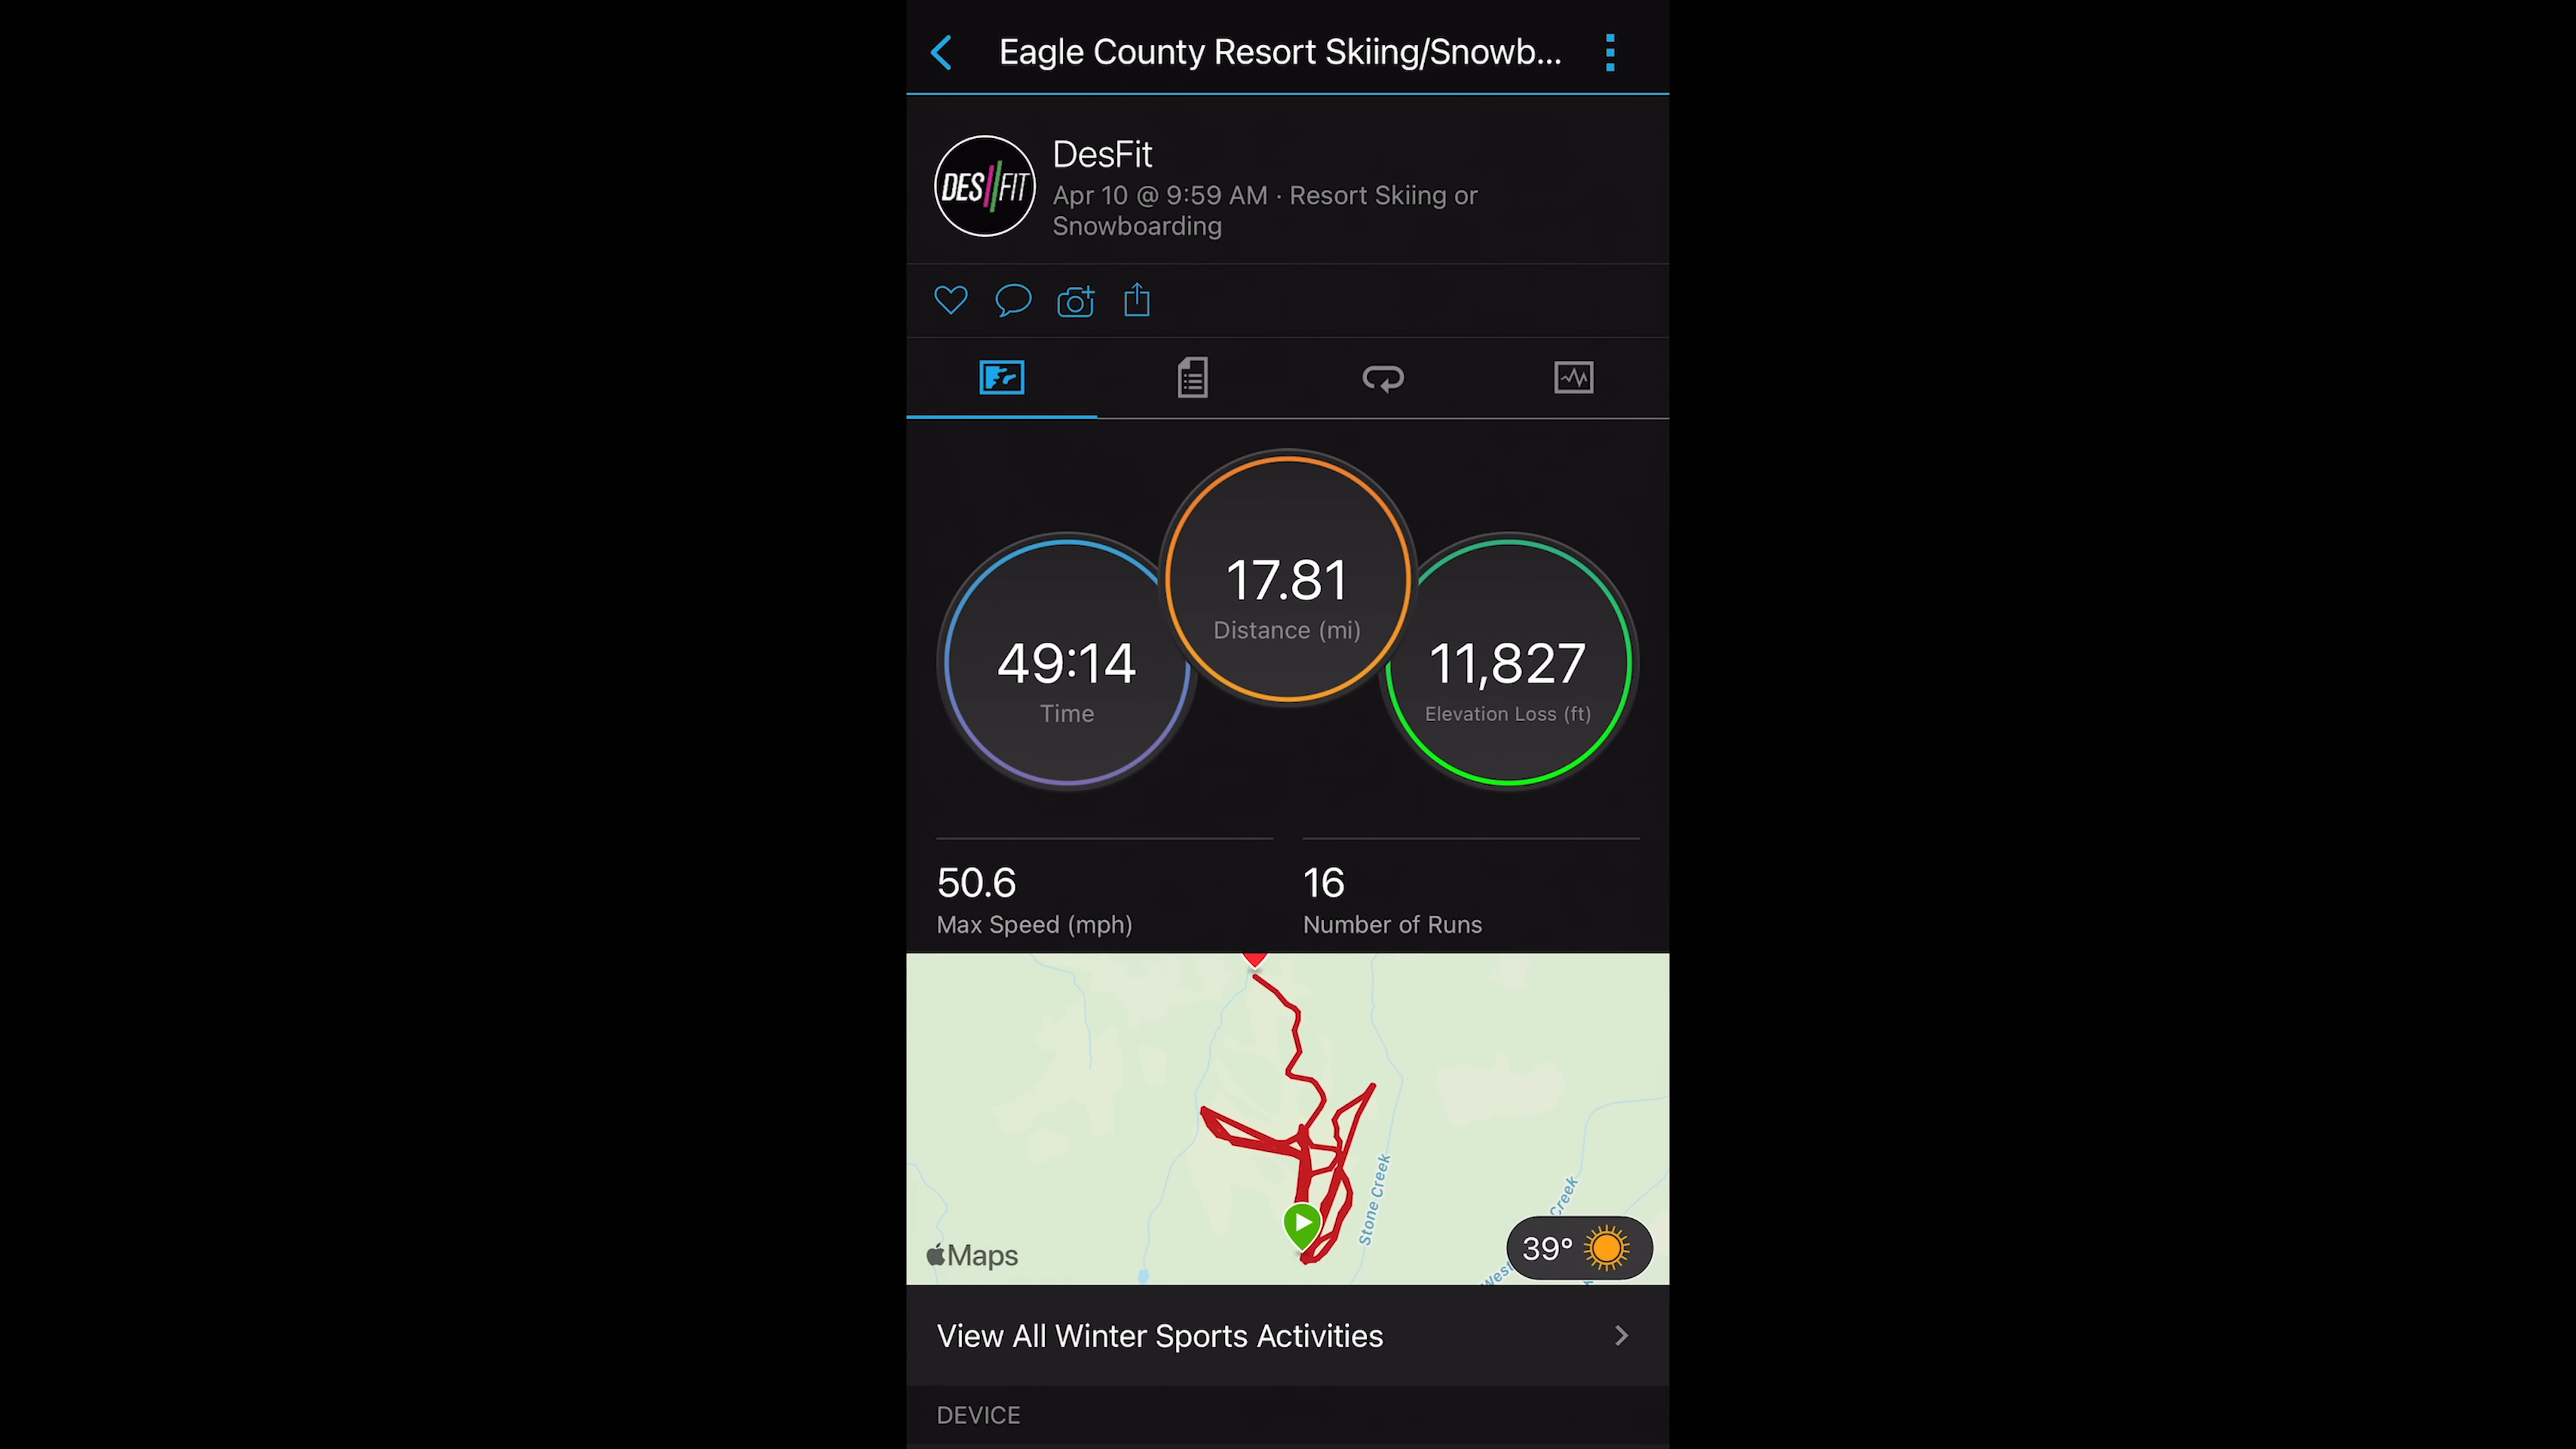 Eagle County Resort Skiing/Snowb...
DES//FIT
DesFit
Apr 10 @ 9:59 AM · Resort Skiing or
Snowboarding
17.81
Distance (mi)
49:14
Time
11,827
Elevation Loss (ft)
50.6
Max Speed (mph)
16
Number of Runs
Stone Creek
Creek
Wes
Maps
39°
View All Winter Sports Activities
DEVICE